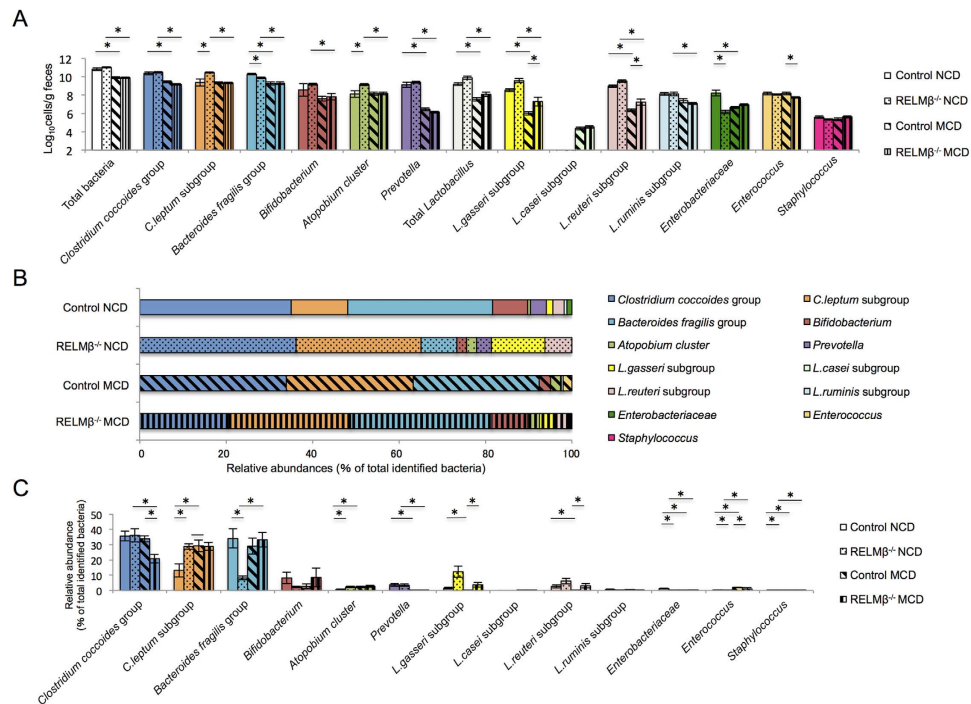 A
Log10cells/g feces
12
10
8
6
4
2
* * * * * * * * * * * * * * * * * * * * * * * *
Total bacteria
Clostridium coccoides group
C.leptum subgroup
Bacteroides fragilis group
Bifidobacterium
Atopobium cluster
Prevotella
Total Lactobacillus
L.gasseri subgroup
L.casei subgroup
L.reuteri subgroup
L.ruminis subgroup
Enterobacteriaceae
Enterococcus
Staphylococcus
Control NCD
RELMβ-/- NCD
Control MCD
RELMβ-/- MCD
B
Control NCD
RELMβ-/- NCD
Control MCD
RELMβ-/- MCD
0 20 40 60 80 100
Relative abundances (% of total identified bacteria)
Clostridium coccoides group
C.leptum subgroup
Bacteroides fragilis group
Bifidobacterium
Atopobium cluster
Prevotella
L.gasseri subgroup
L.casei subgroup
L.reuteri subgroup
L.ruminis subgroup
Enterobacteriaceae
Enterococcus
Staphylococcus
C
Relative abundance
(% of total identified bacteria)
50
40
30
20
10
0
* * * * * * * * * * * * * * * * * * * * * * * *
Clostridium coccoides group
C.leptum subgroup
Bacteroides fragilis group
Bifidobacterium
Atopobium cluster
Prevotella
L.gasseri subgroup
L.casei subgroup
L.reuteri subgroup
L.ruminis subgroup
Enterobacteriaceae
Enterococcus
Staphylococcus
Control NCD
RELMβ-/- NCD
Control MCD
RELMβ-/- MCD